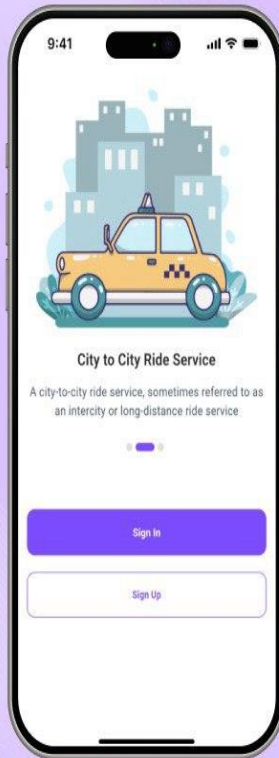 9:41
City to City Ride Service
A city-to-city ride service, sometimes referred to as
an intercity or long-distance ride service
Sign In
Sign Up